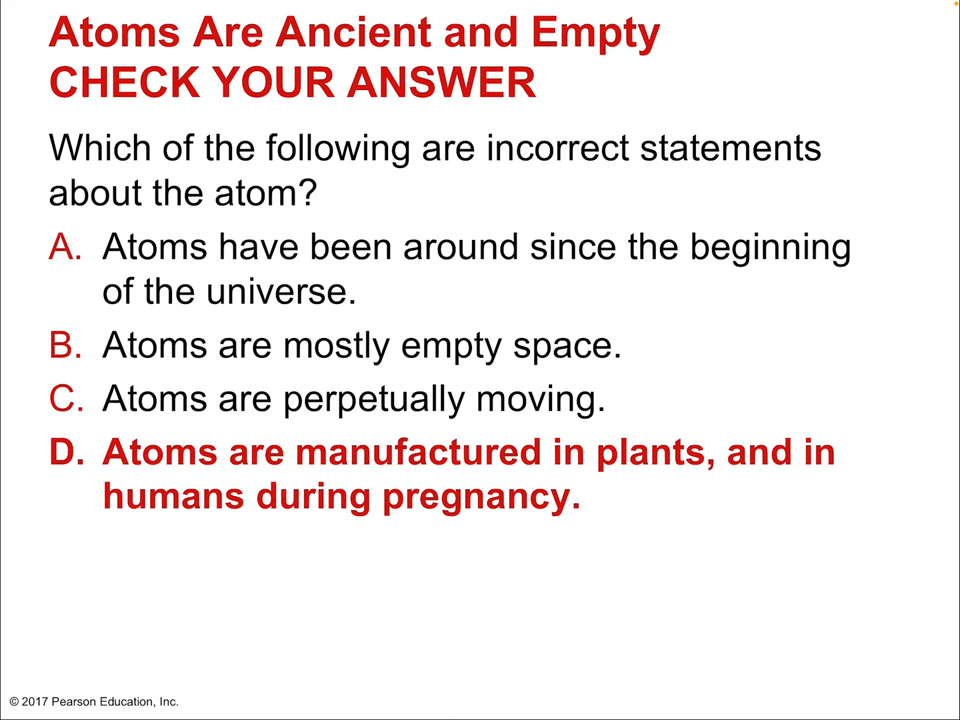 Atoms Are Ancient and Empty
CHECK YOUR ANSWER
Which of the following are incorrect statements
about the atom?
A. Atoms have been around since the beginning
of the universe.
B. Atoms are mostly empty space.
C. Atoms are perpetually moving.
D. Atoms are manufactured in plants, and in
humans during pregnancy.
© 2017 Pearson Education, Inc.